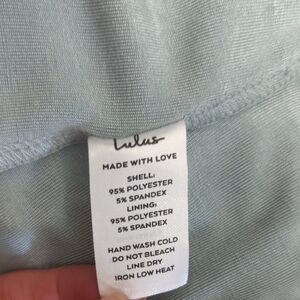 Lulus
MADE WITH LOVE
SHELL:
95% POLYESTER
5% SPANDEX
LINING:
95% POLYESTER
5% SPANDEX
HAND WASH COLD
DO NOT BLEACH
LINE DRY
IRON LOW HEAT